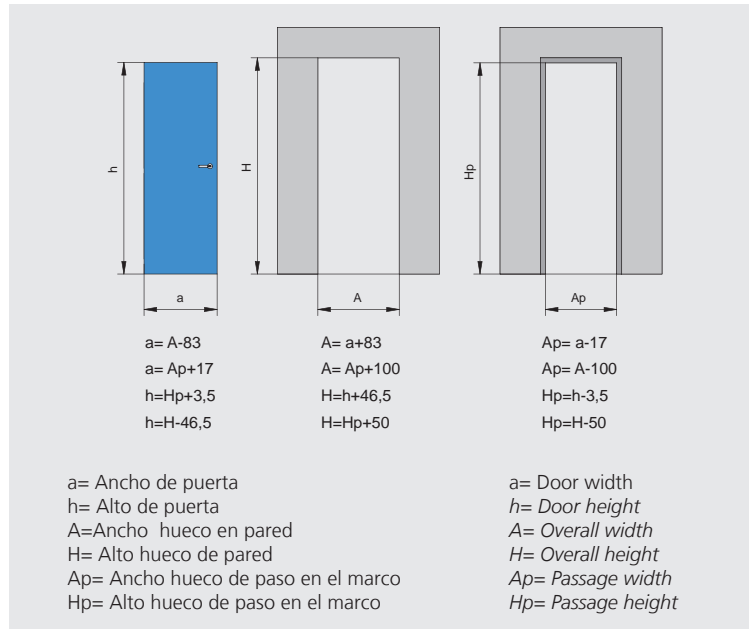 h
a
H
A
Hp
Ap
a= A-83
a= Ap+17
h=Hp+3,5
h=H-46,5
A= a+83
A= Ap+100
H=h+46,5
H=Hp+50
Ap= a-17
Ap= A-100
Hp=h-3,5
Hp=H-50
a= Ancho de puerta
h= Alto de puerta
A=Ancho hueco en pared
H= Alto hueco de pared
Ap= Ancho hueco de paso en el marco
Hp= Alto hueco de paso en el marco
a= Door width
h= Door height
A= Overall width
H= Overall height
Ap= Passage width
Hp= Passage height